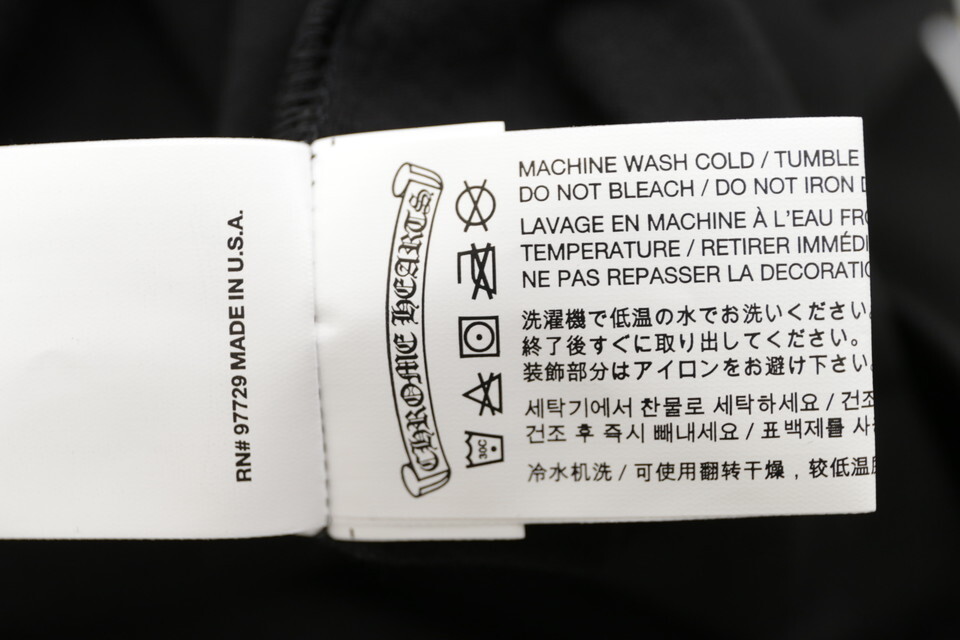 RN# 97729 MADE IN U.S.A.
CHROME HEARTS
30C
MACHINE WASH COLD / TUMBLE
DO NOT BLEACH / DO NOT IRON
LAVAGE EN MACHINE À L'EAU
TEMPERATURE / RETIRER
NE PAS REPASSER LA
洗濯機で低温の水でお洗いください。
終了後すぐに取り出してください。
装飾部分はアイロンをお避け下さい。
세탁기에서 찬물로 세탁하세요 /
건조 후 즉시 빼내세요 / 표백제를
冷水机洗 / 可使用翻转干燥，较低温